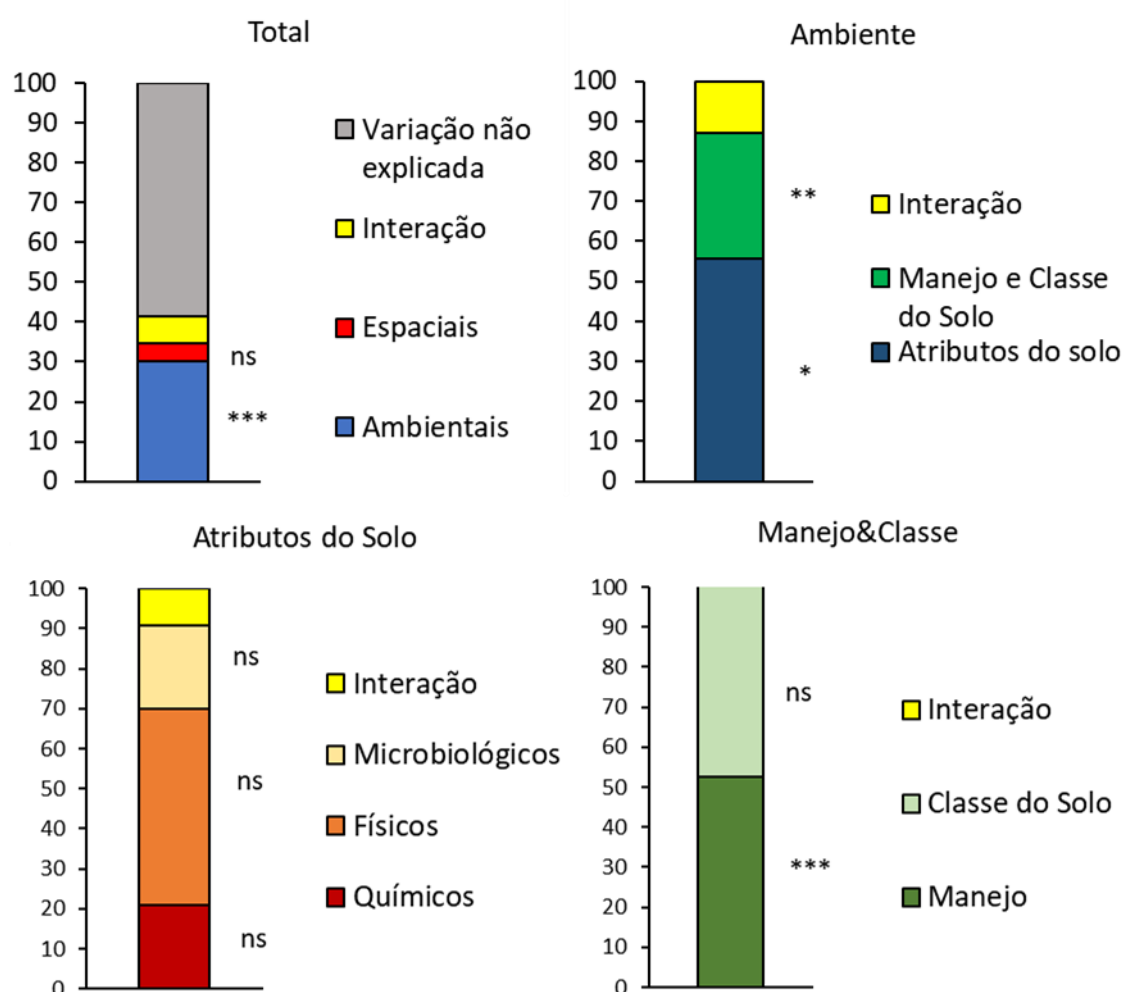 Total
100
90
80
70
60
50
40
30
20
10
0
Variação não
explicada
Interação
Espaciais
Ambientais
ns
***
Ambiente
100
90
80
70
60
50
40
30
20
10
0
**
*
Interação
Manejo e Classe
do Solo
Atributos do solo
Atributos do Solo
100
90
80
70
60
50
40
30
20
10
0
ns
ns
ns
Interação
Microbiológicos
Físicos
Químicos
Manejo&Classe
100
90
80
70
60
50
40
30
20
10
0
ns
***
Interação
Classe do Solo
Manejo